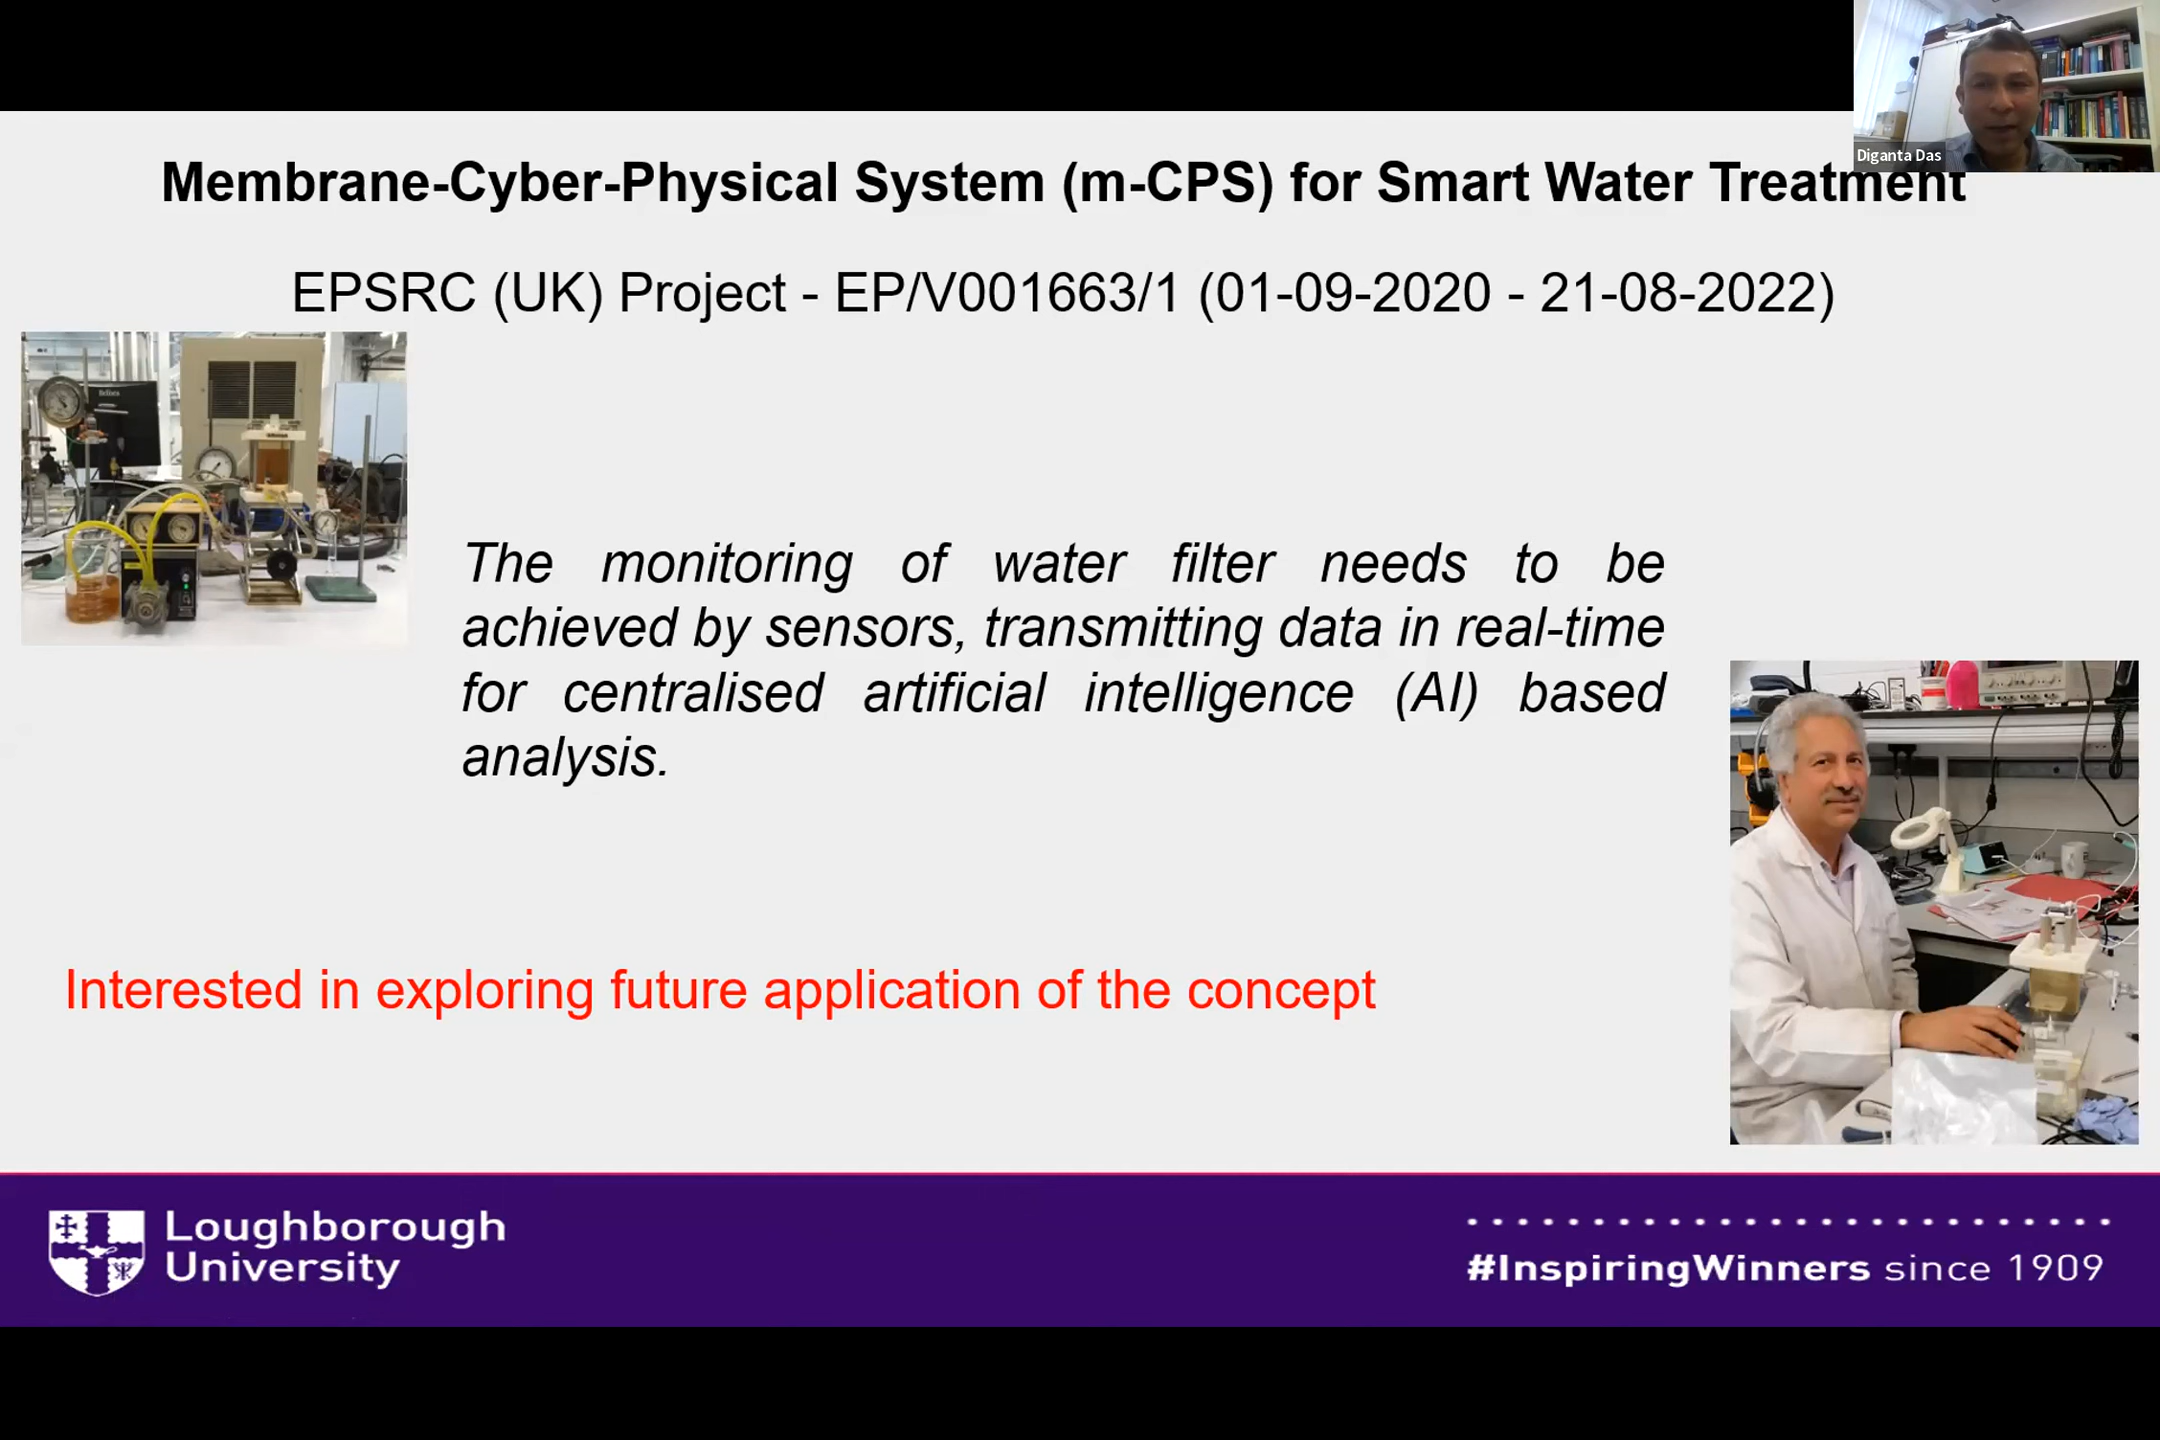 Diganta Das
Membrane-Cyber-Physical System (m-CPS) for Smart Water Treatment
EPSRC (UK) Project - EP/V001663/1 (01-09-2020 - 21-08-2022)
The monitoring of water filter needs to be
achieved by sensors, transmitting data in real-time
for centralised artificial intelligence (AI) based
analysis.
Interested in exploring future application of the concept
Loughborough
University
#InspiringWinners since 1909